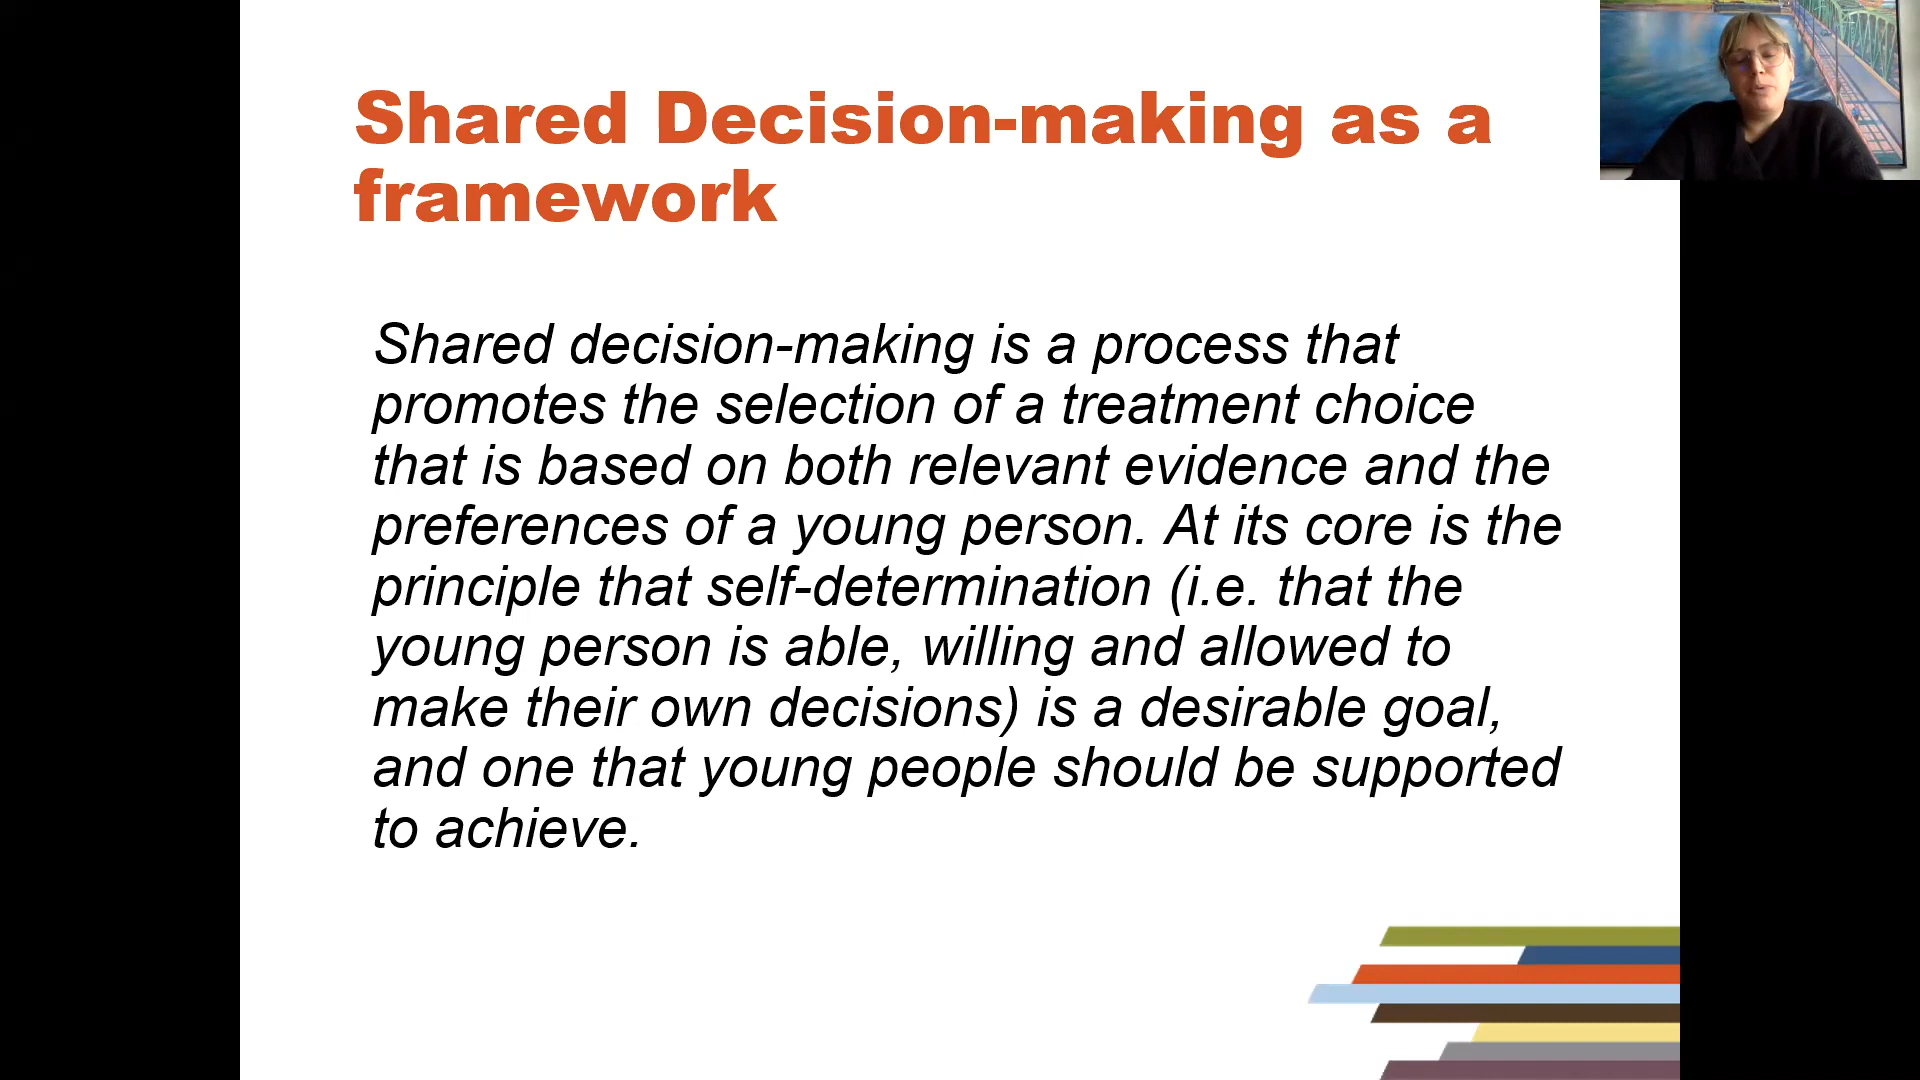 Shared Decision-making as a
framework
Shared decision-making is a process that
promotes the selection of a treatment choice
that is based on both relevant evidence and the
preferences of a young person. At its core is the
principle that self-determination (i.e. that the
young person is able, willing and allowed to
make their own decisions) is a desirable goal,
and one that young people should be supported
to achieve.